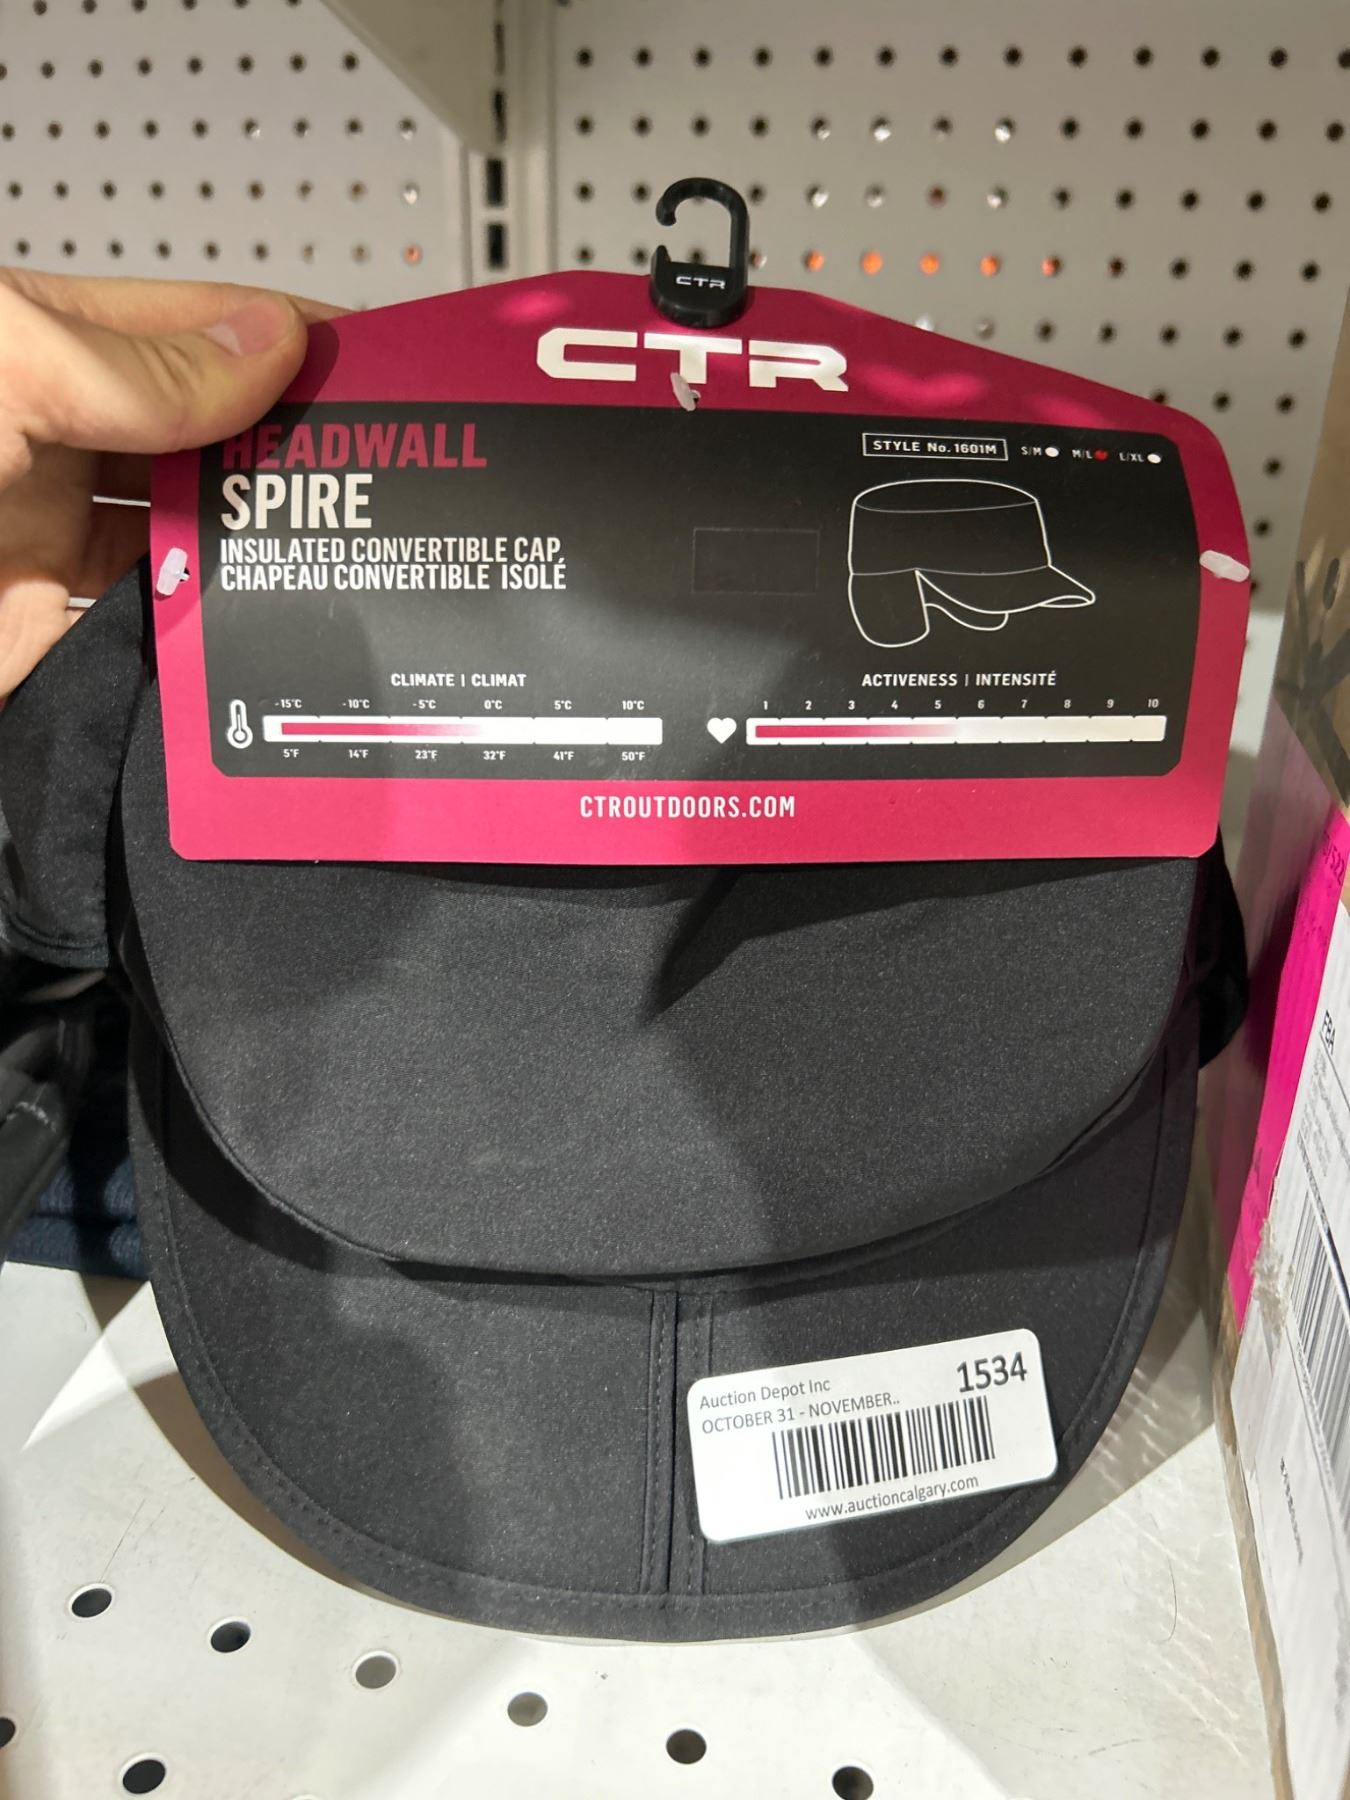 CTR
CTR
HEADWALL
SPIRE
INSULATED CONVERTIBLE CAP
CHAPEAU CONVERTIBLE ISOLÉ
STYLE No. 1601M
S/M M/L L/XL
CLIMATE | CLIMAT
-15°C -10°C -5°C 0°C 5°C 10°C
5°F 14°F 23°F 32°F 41°F 50°F
ACTIVENESS | INTENSITÉ
1 2 3 4 5 6 7 8 9 10
CTROUTDOORS.COM
Auction Depot Inc
1534
OCTOBER 31 - NOVEMBER..
www.auctioncalgary.com
FBA